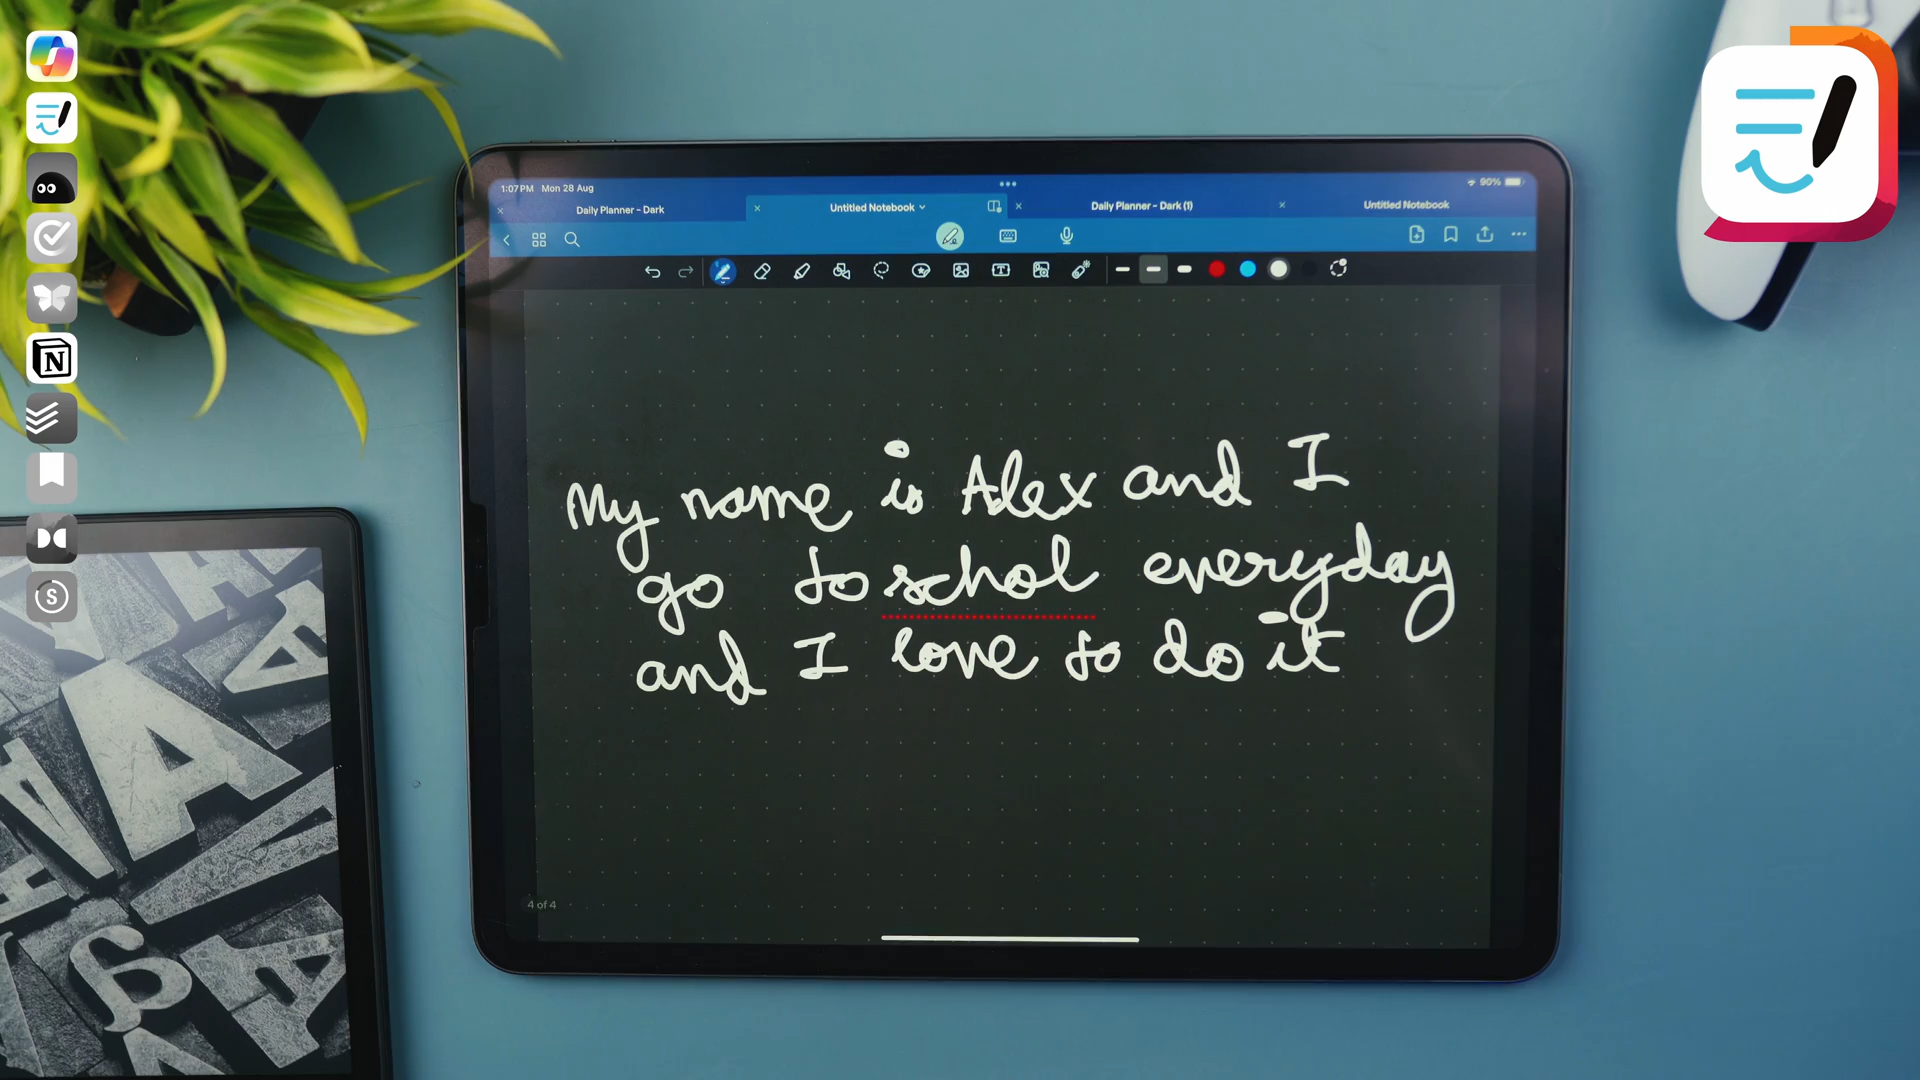 1:07 PM Mon 28 Aug
90%
Daily Planner - Dark
Untitled Notebook
Daily Planner - Dark (1)
Untitled Notebook
My name is Alex and I
go to schol everyday
and I love to do it
4 of 4
N
S